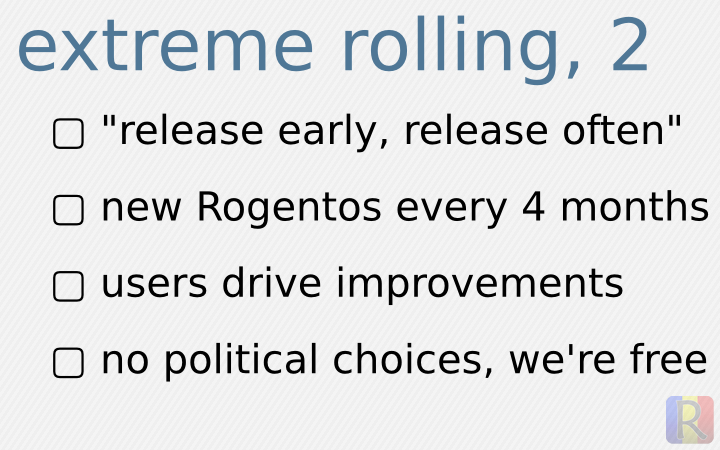 extreme rolling, 2
"release early, release often"
new Rogentos every 4 months
users drive improvements
no political choices, we're free
R